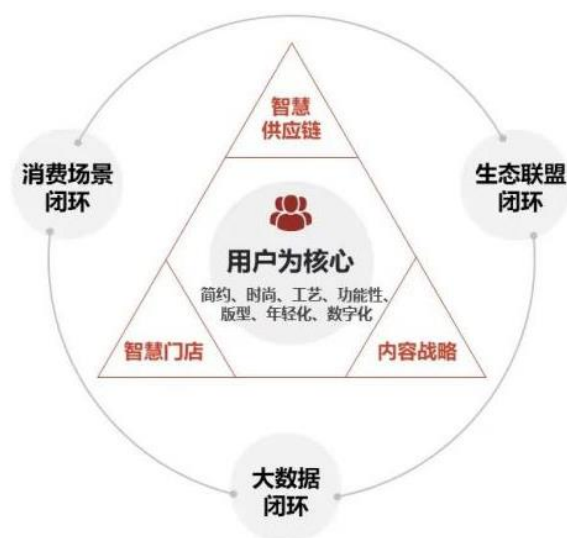 智慧
供应链
消费场景
闭环
生态联盟
闭环
用户为核心
简约、时尚、工艺、功能性、
版型、年轻化、数字化
智慧门店
内容战略
大数据
闭环